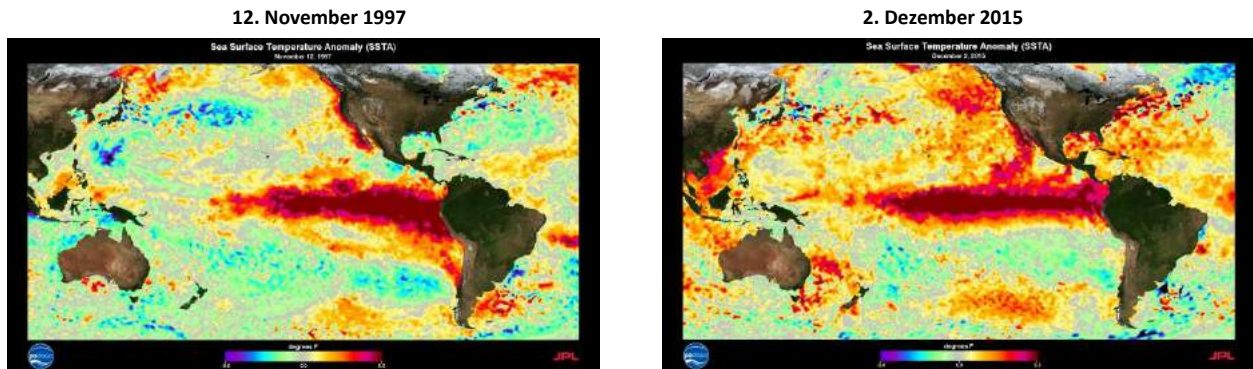 12. November 1997
Sea Surface Temperature Anomaly (SSTA)
November 12, 1997
degrees F
JPL
2. Dezember 2015
Sea Surface Temperature Anomaly (SSTA)
December 2, 2015
degrees F
JPL